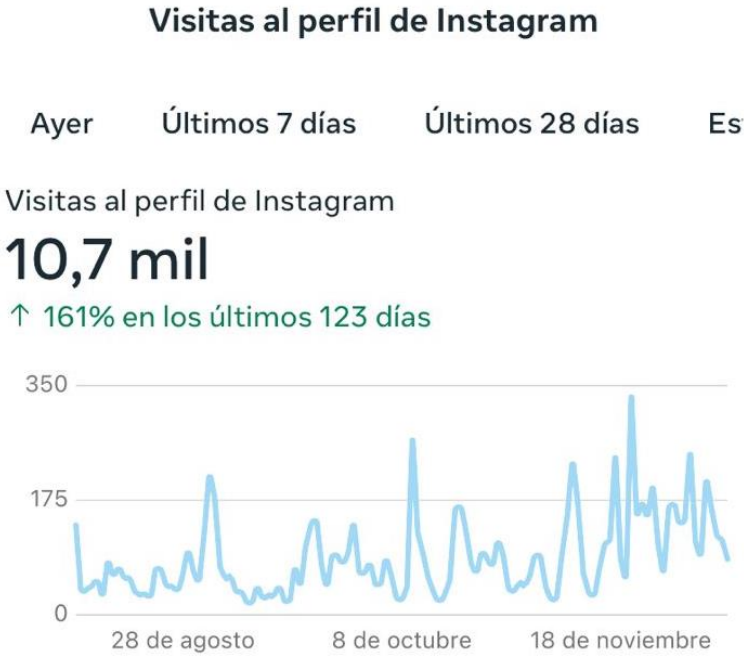 Visitas al perfil de Instagram
Ayer Últimos 7 días Últimos 28 días Es
Visitas al perfil de Instagram
10,7 mil
↑ 161% en los últimos 123 días
350
175
0
28 de agosto 8 de octubre 18 de noviembre